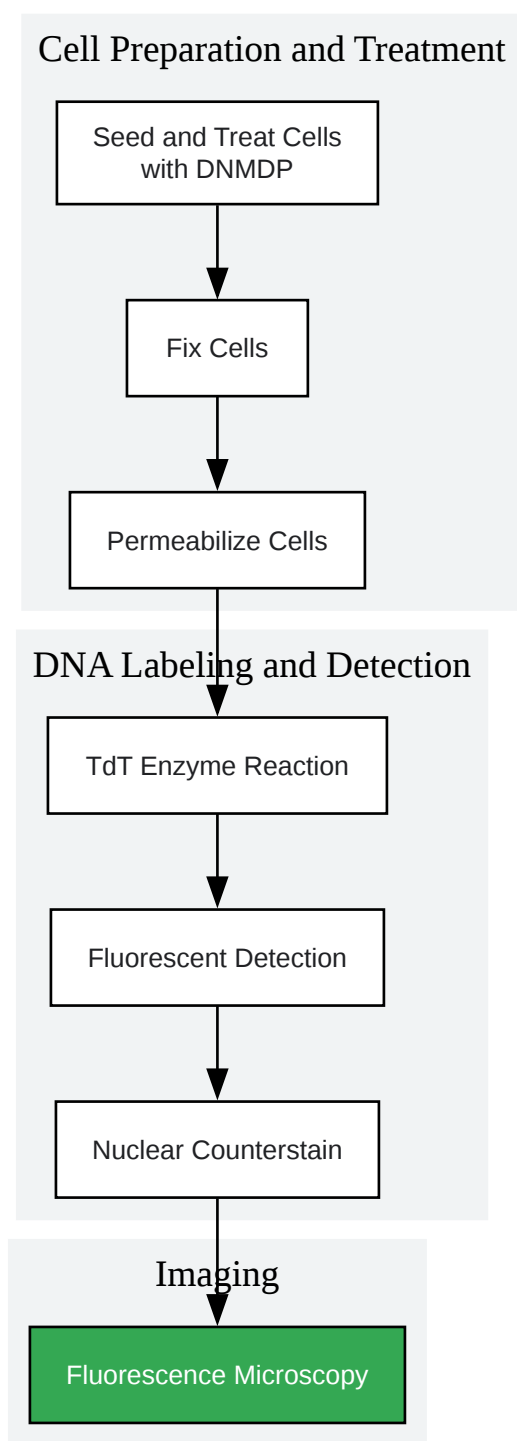 Cell Preparation and Treatment
Seed and Treat Cells
with DNMDP
Fix Cells
Permeabilize Cells
DNA Labeling and Detection
TdT Enzyme Reaction
Fluorescent Detection
Nuclear Counterstain
Imaging
Fluorescence Microscopy